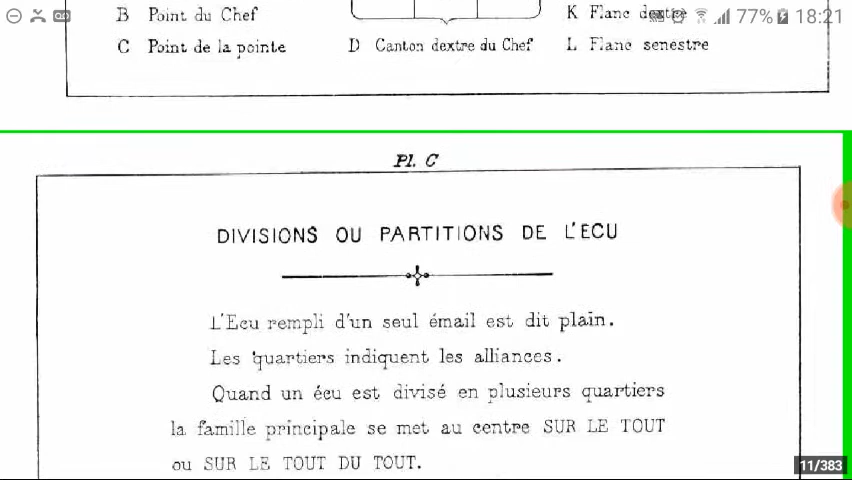 77% 18:21
B Point du Chef
K Flanc dextre
C Point de la pointe
D Canton dextre du Chef
L Flanc senestre
Pl. C
DIVISIONS OU PARTITIONS DE L'ECU
L'Ecu rempli d'un seul émail est dit plain.
Les quartiers indiquent les alliances.
Quand un écu est divisé en plusieurs quartiers
la famille principale se met au centre SUR LE TOUT
ou SUR LE TOUT DU TOUT.
11/383